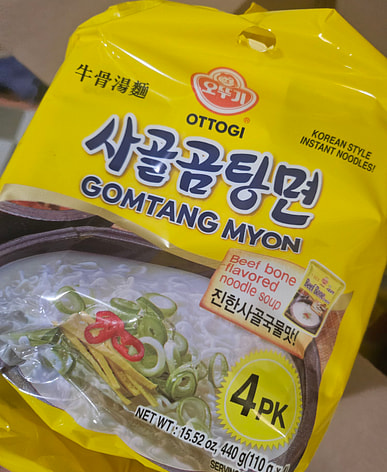 牛骨湯麵
오뚜기
OTTOGI
®
KOREAN STYLE
INSTANT NOODLES!
사골곰탕면
GOMTANG MYON
Beef bone
flavored
noodle soup
진한사골국물맛!
4PK
NET WT : 15.52 oz, 440 g(110 g